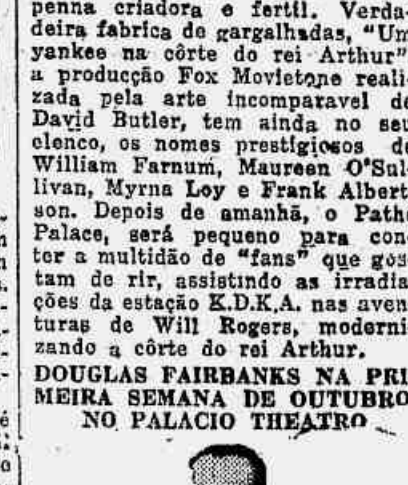 penna criadora e fertil. Verda-
deira fabrica de gargalhadas, "Um
yankee na côrte do rei Arthur"
a producção Fox Movietone reali-
zada pela arte incomparavel de
David Butler, tem ainda no seu
elenco, os nomes prestigiosos de
William Farnum, Maureen O'Sul-
livan, Myrna Loy e Frank Albert
son. Depois de amanhã, o Pathé
Palace, será pequeno para con-
ter a multidão de "fans" que gos-
tam de rir, assistindo as irradia-
ções da estação K.D.K.A. nas aven-
turas de Will Rogers, moderni-
zando a côrte do rei Arthur.
DOUGLAS FAIRBANKS NA PRI-
MEIRA SEMANA DE OUTUBRO
NO PALACIO THEATRO